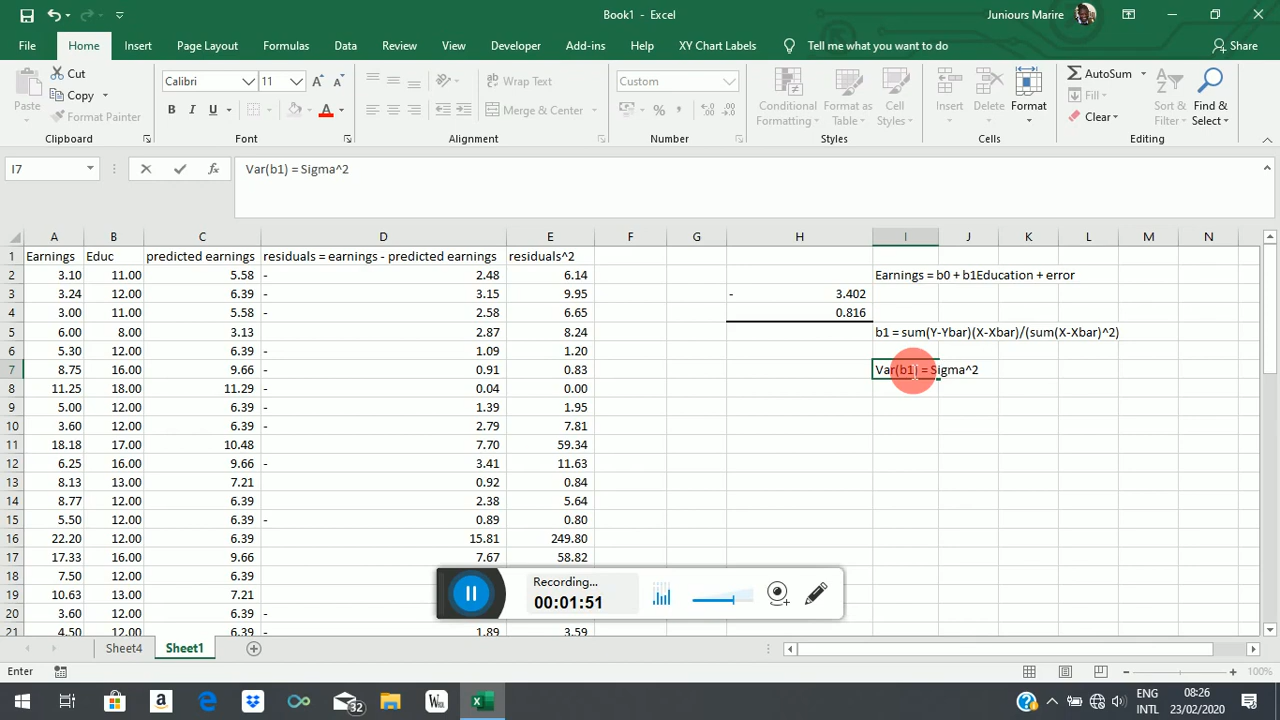 Book1 - Excel
Juniours Marire
File Home Insert Page Layout Formulas Data Review View Developer Add-ins Help XY Chart Labels Tell me what you want to do Share
Paste
Cut
Copy
Format Painter
Clipboard
Calibri 11
B I U
Font
Wrap Text
Merge & Center
Alignment
Custom
Number
Conditional Formatting
Format as Table
Cell Styles
Styles
Insert Delete Format
Cells
AutoSum
Fill
Clear
Sort & Filter
Find & Select
Editing
I7 fx Var(b1) = Sigma^2
A B C D E F G H I J K L M N
1 Earnings Educ predicted earnings residuals = earnings - predicted earnings residuals^2
2 3.10 11.00 5.58 - 2.48 6.14 Earnings = b0 + b1Education + error
3 3.24 12.00 6.39 - 3.15 9.95 - 3.402
4 3.00 11.00 5.58 - 2.58 6.65 0.816
5 6.00 8.00 3.13 2.87 8.24 b1 = sum(Y-Ybar)(X-Xbar)/(sum(X-Xbar)^2)
6 5.30 12.00 6.39 - 1.09 1.20
7 8.75 16.00 9.66 - 0.91 0.83 Var(b1) = Sigma^2
8 11.25 18.00 11.29 - 0.04 0.00
9 5.00 12.00 6.39 - 1.39 1.95
10 3.60 12.00 6.39 - 2.79 7.81
11 18.18 17.00 10.48 7.70 59.34
12 6.25 16.00 9.66 - 3.41 11.63
13 8.13 13.00 7.21 0.92 0.84
14 8.77 12.00 6.39 2.38 5.64
15 5.50 12.00 6.39 - 0.89 0.80
16 22.20 12.00 6.39 15.81 249.80
17 17.33 16.00 9.66 7.67 58.82
18 7.50 12.00 6.39
19 10.63 13.00 7.21
20 3.60 12.00 6.39 -
21 4.50 12.00 6.39 - 1.89 3.59
Recording...
00:01:51
Sheet4 Sheet1
Enter
100%
32
ENG
INTL
08:26
23/02/2020